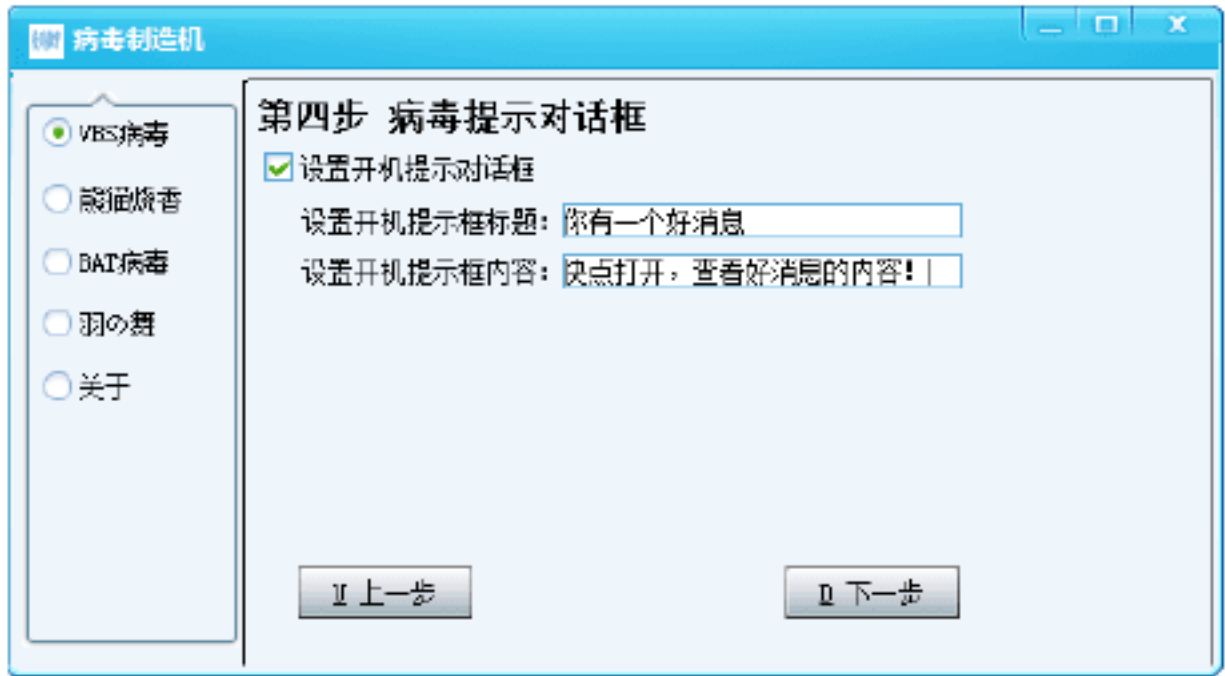 病毒制造机
VBS病毒
熊猫烧香
BAT病毒
羽の舞
关于
第四步 病毒提示对话框
设置开机提示对话框
设置开机提示框标题: 你有一个好消息
设置开机提示框内容: 快点打开，查看好消息的内容!
U 上一步
D 下一步